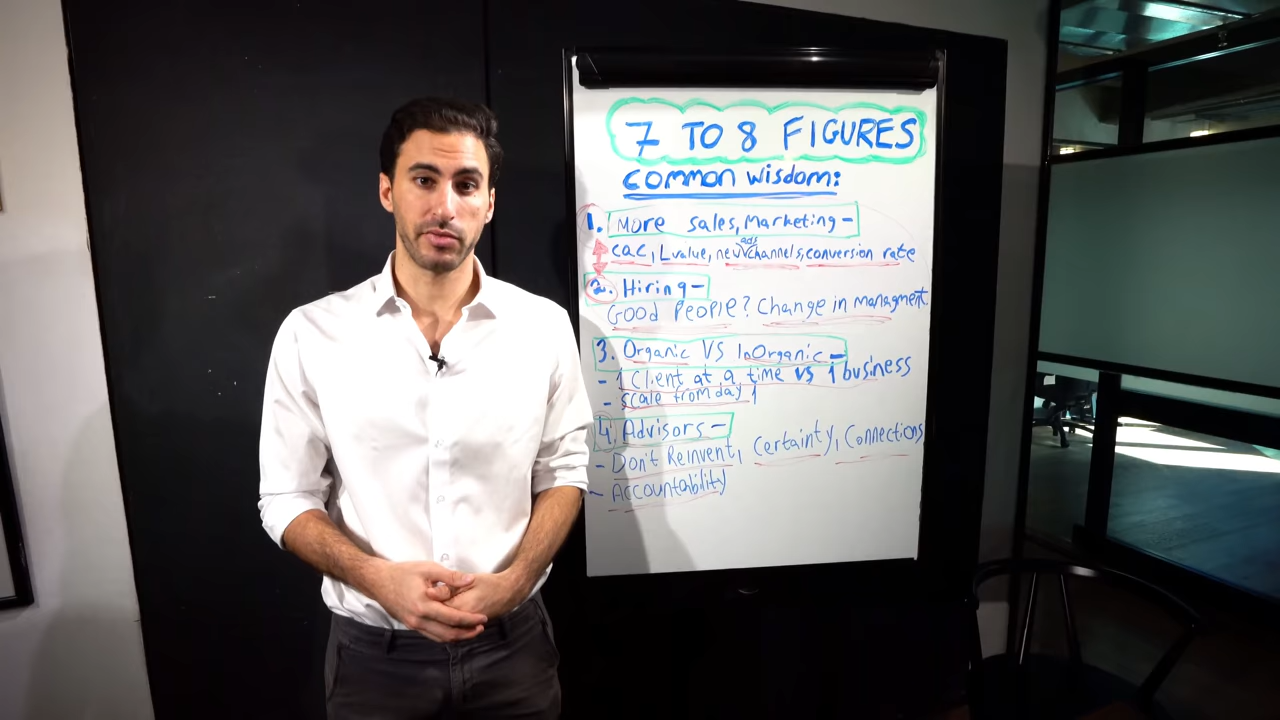 7 TO 8 FIGURES
common wisdom:
1. More sales, Marketing -
ads
cac, Lvalue, new channels, conversion rate
2. Hiring -
Good People? Change in managment.
3. Organic VS InOrganic -
- 1 Client at a time vs 1 business
- scale from day 1
4. Advisors -
- Don't Reinvent, Certainty, Connections
- Accountability